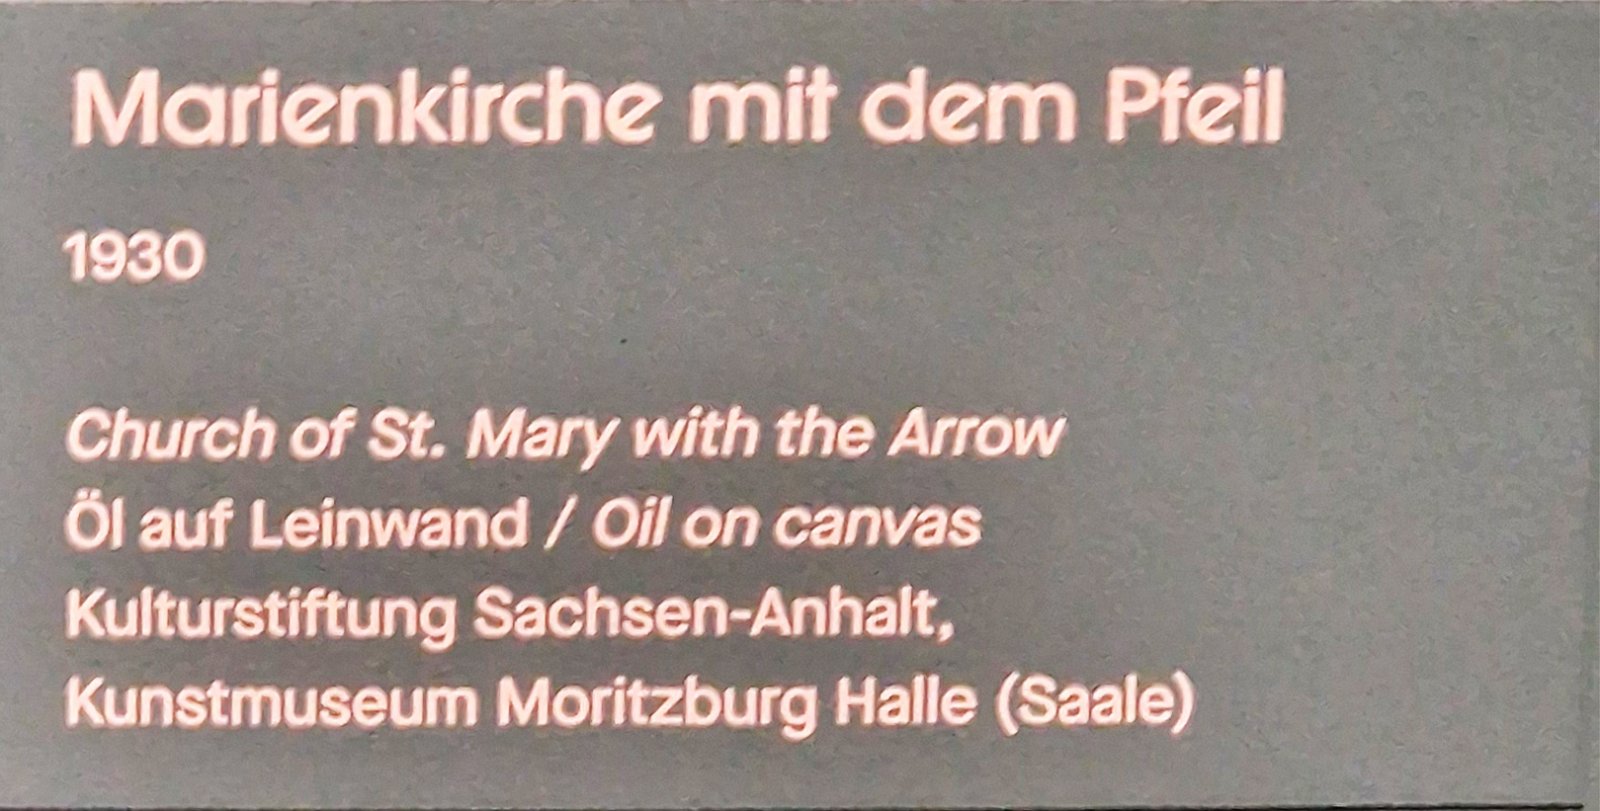 Marienkirche mit dem Pfeil
1930
Church of St. Mary with the Arrow
Öl auf Leinwand / Oil on canvas
Kulturstiftung Sachsen-Anhalt,
Kunstmuseum Moritzburg Halle (Saale)